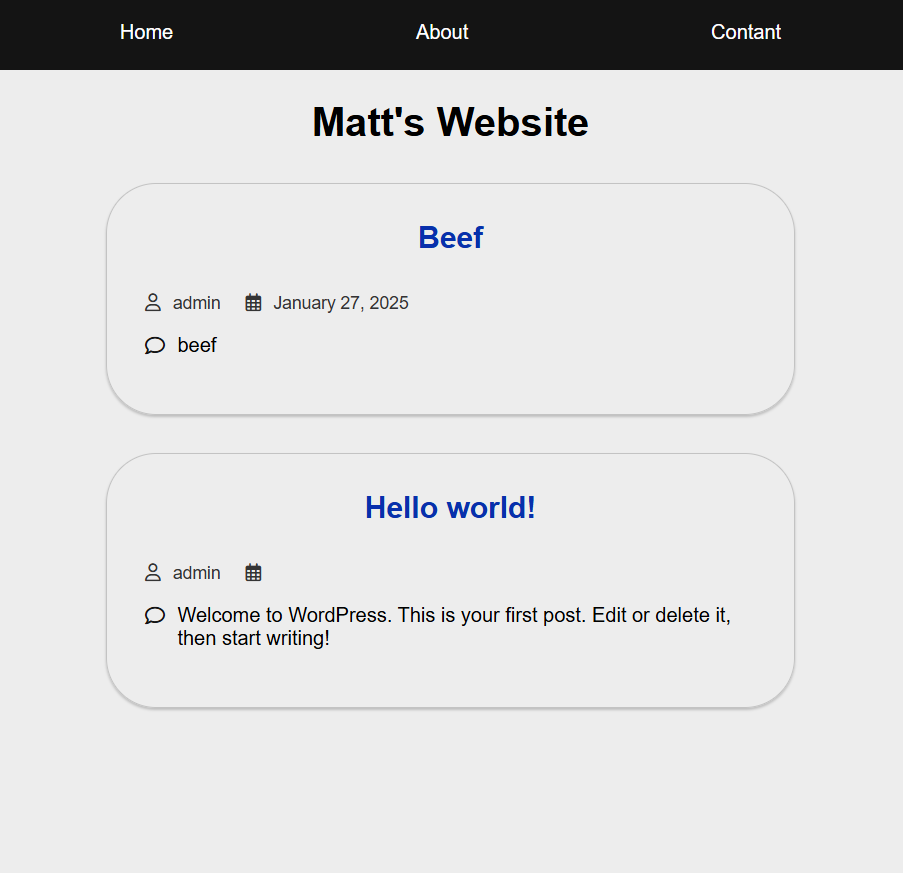 Home About Contant
Matt's Website
Beef
admin January 27, 2025
beef
Hello world!
admin
Welcome to WordPress. This is your first post. Edit or delete it,
then start writing!